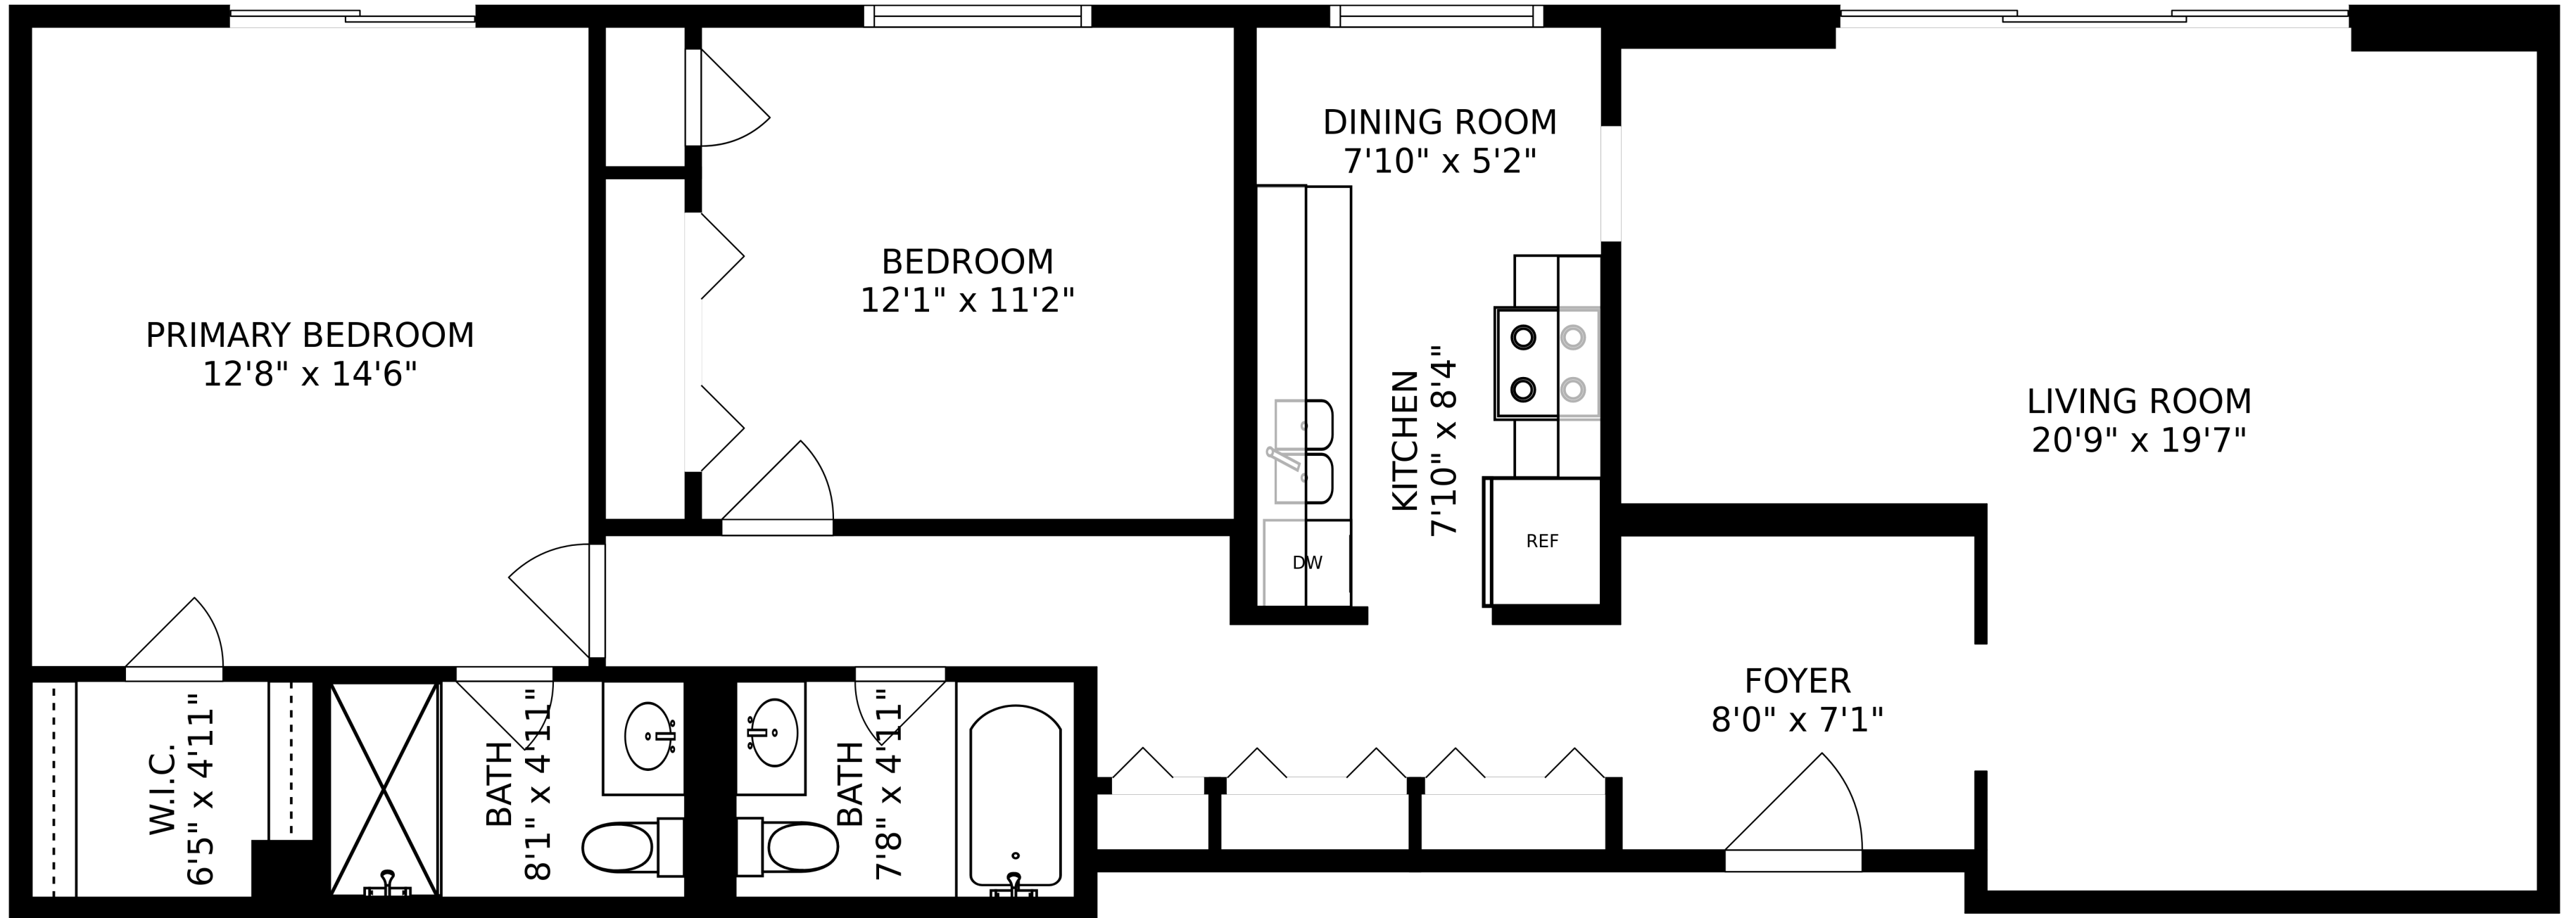 PRIMARY BEDROOM
12'8" x 14'6"
BEDROOM
12'1" x 11'2"
DINING ROOM
7'10" x 5'2"
KITCHEN
7'10" x 8'4"
DW
REF
LIVING ROOM
20'9" x 19'7"
FOYER
8'0" x 7'1"
W.I.C.
6'5" x 4'11"
BATH
8'1" x 4'11"
BATH
7'8" x 4'11"